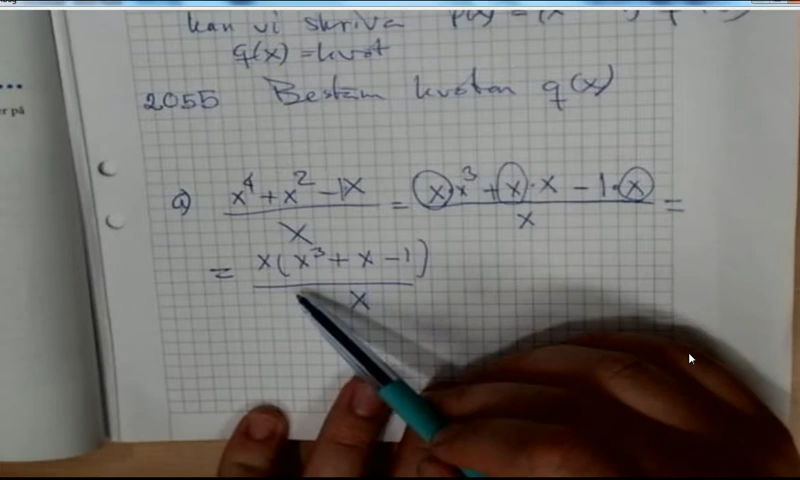 kan vi skriva
q(x) = kvot
2055 Bestäm kvoten q(x)
a) (x⁴ + x² - 1x)/x = (x·x³ + x·x - 1·x)/x =
= x(x³ + x - 1)/x